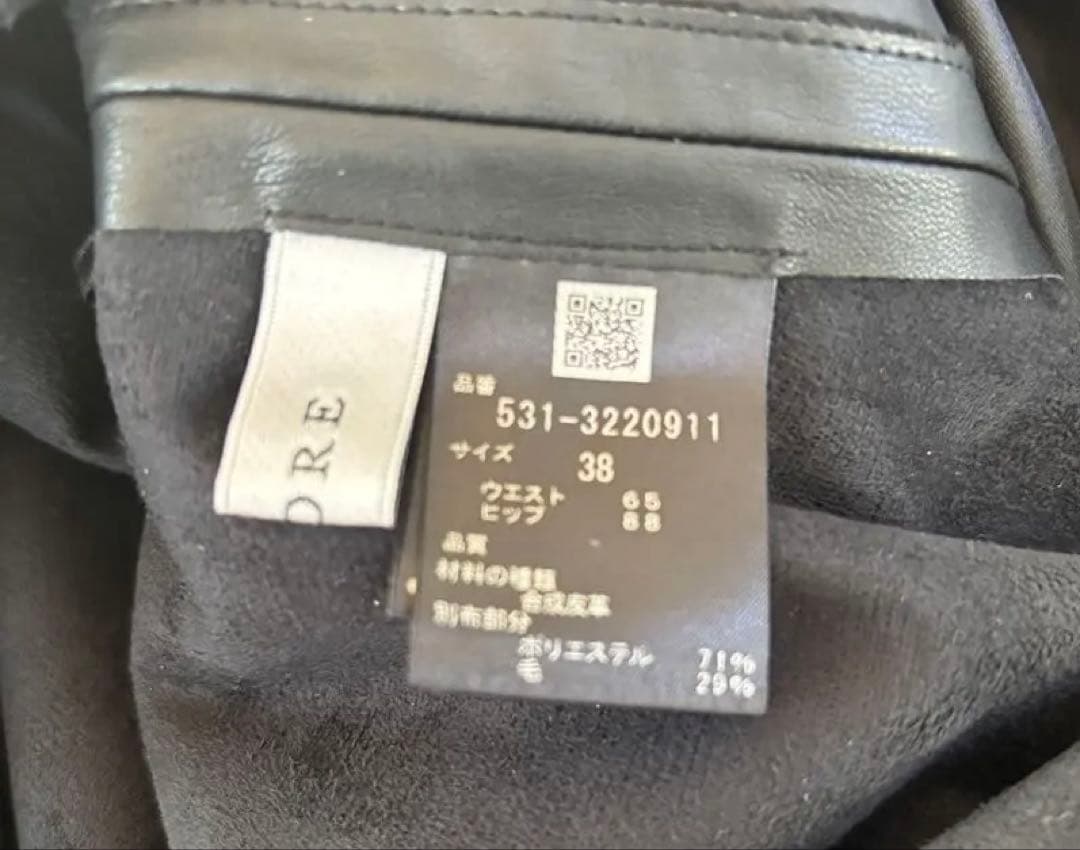 ORE
品番
531-3220911
サイズ 38
ウエスト 65
ヒップ 88
品質
材料の種類
合成皮革
別布部分
ポリエステル 71%
毛 29%